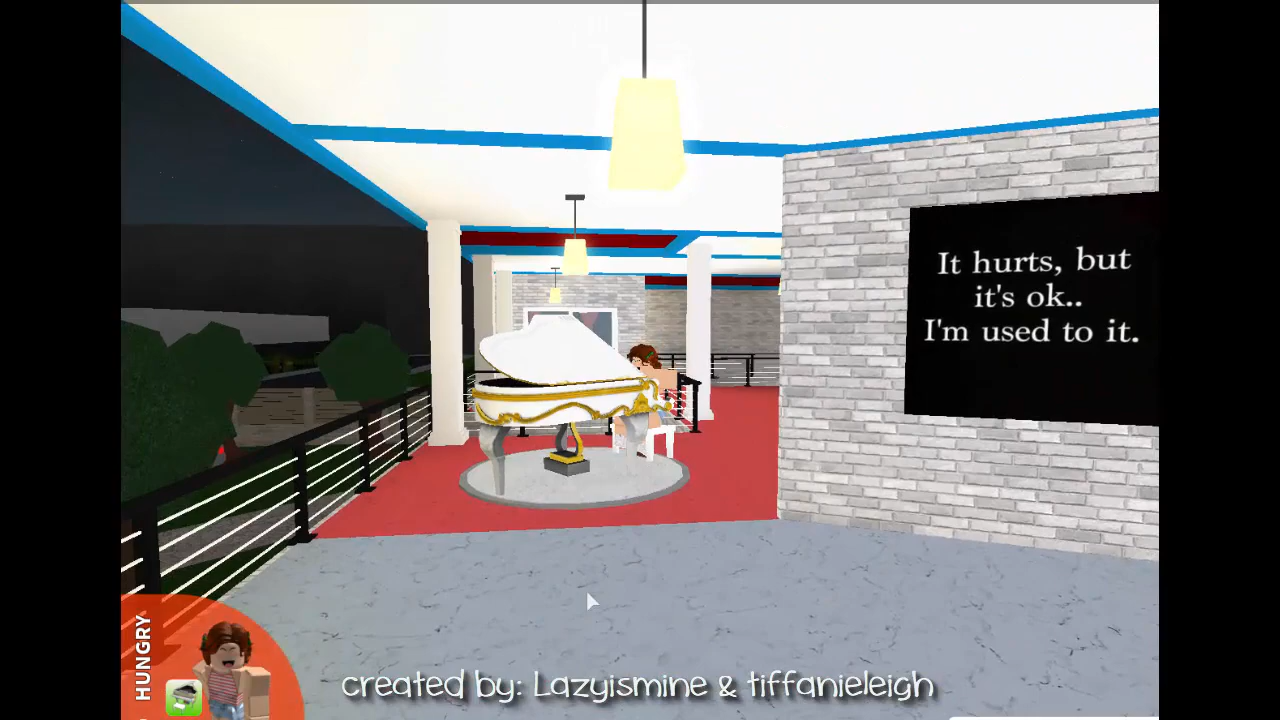 It hurts, but
it's ok..
I'm used to it.
HUNGRY
created by: Lazyismine & tiffanieleigh